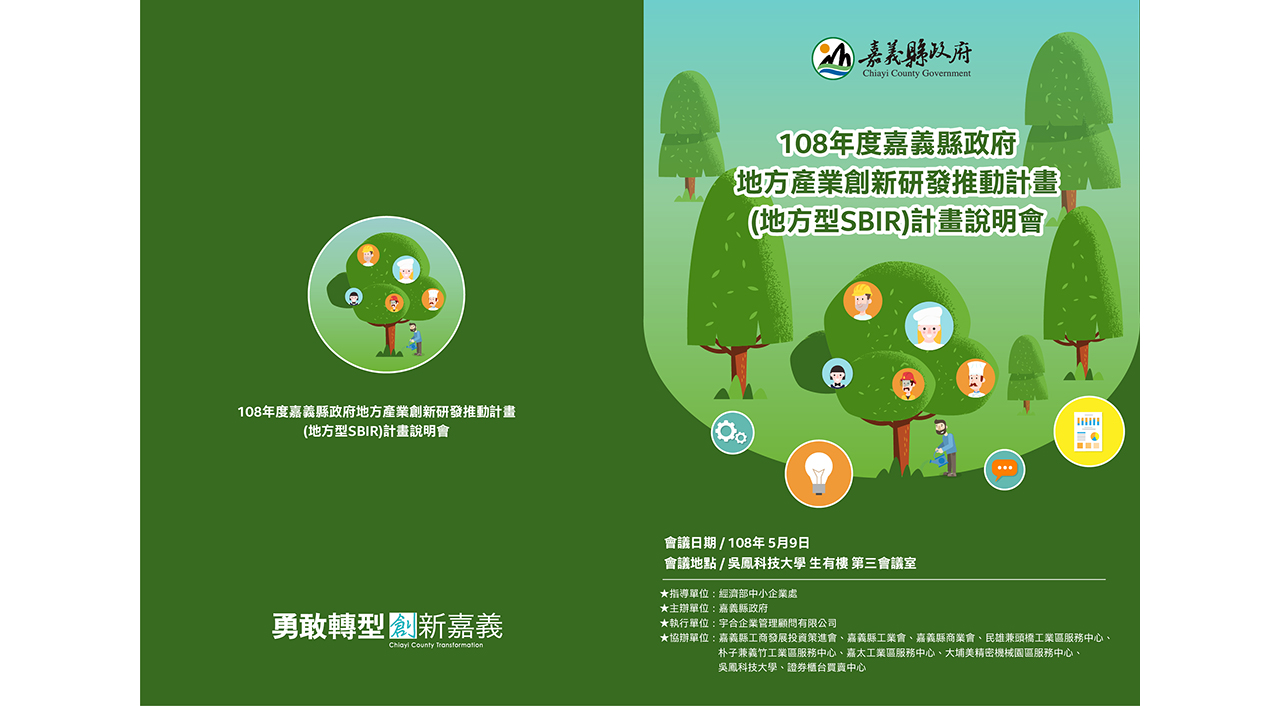 108年度嘉義縣政府地方產業創新研發推動計畫
(地方型SBIR)計畫說明會
勇敢轉型 創新嘉義
Chiayi County Transformation
嘉義縣政府
Chiayi County Government
108年度嘉義縣政府
地方產業創新研發推動計畫
(地方型SBIR)計畫說明會
會議日期 / 108年 5月9日
會議地點 / 吳鳳科技大學 生有樓 第三會議室
★指導單位：經濟部中小企業處
★主辦單位：嘉義縣政府
★執行單位：宇合企業管理顧問有限公司
★協辦單位：嘉義縣工商發展投資策進會、嘉義縣工業會、嘉義縣商業會、民雄兼頭橋工業區服務中心、
朴子兼義竹工業區服務中心、嘉太工業區服務中心、大埔美精密機械園區服務中心、
吳鳳科技大學、證券櫃台買賣中心